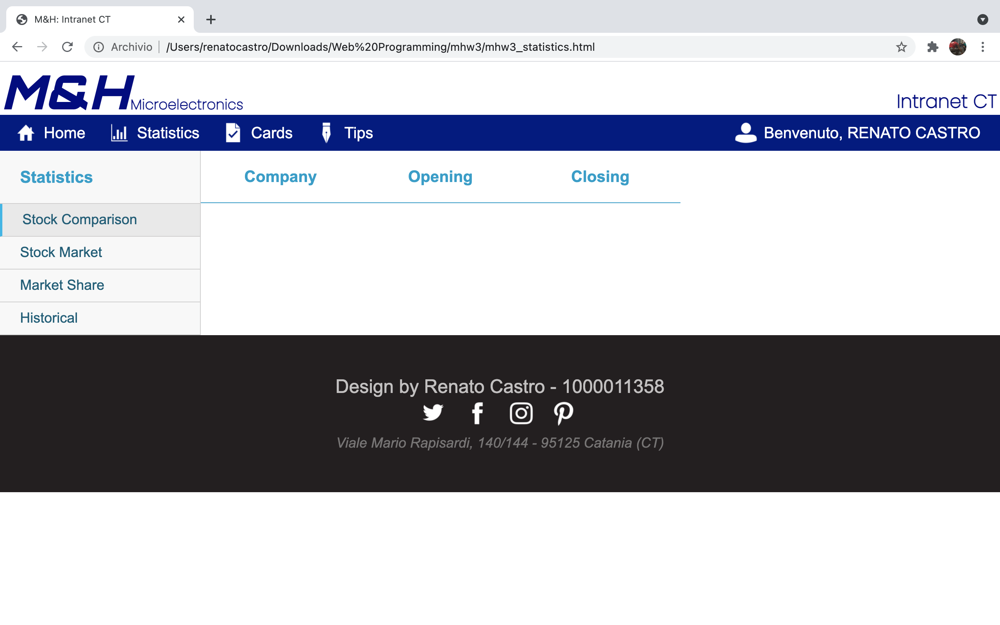 M&H: Intranet CT
Archivio /Users/renatocastro/Downloads/Web%20Programming/mhw3/mhw3_statistics.html
M&H Microelectronics
Intranet CT
Home Statistics Cards Tips Benvenuto, RENATO CASTRO
Statistics
Company Opening Closing
Stock Comparison
Stock Market
Market Share
Historical
Design by Renato Castro - 1000011358
Viale Mario Rapisardi, 140/144 - 95125 Catania (CT)